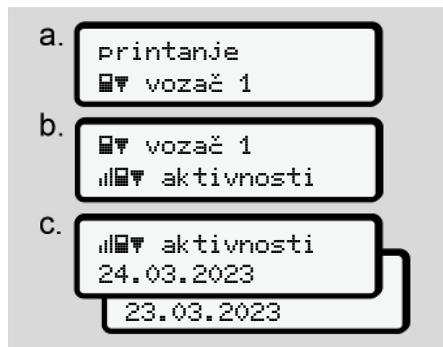 a.
printanje
vozač 1
b.
vozač 1
aktivnosti
c.
aktivnosti
24.03.2023
23.03.2023